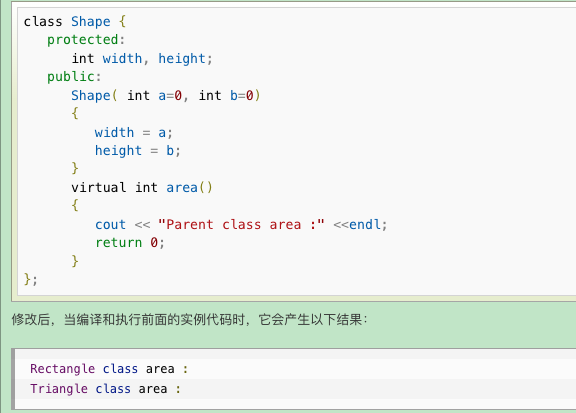 class Shape {
protected:
int width, height;
public:
Shape( int a=0, int b=0)
{
width = a;
height = b;
}
virtual int area()
{
cout << "Parent class area :" <<endl;
return 0;
}
};
修改后，当编译和执行前面的实例代码时，它会产生以下结果：
Rectangle class area :
Triangle class area :